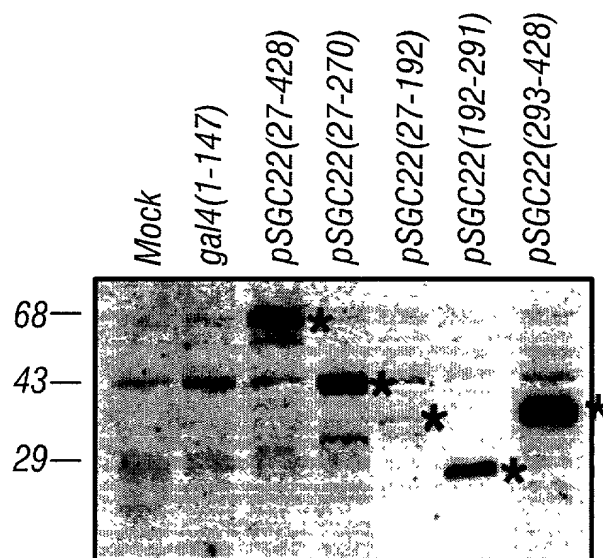 Mock
gal4(1-147)
pSGC22(27-428)
pSGC22(27-270)
pSGC22(27-192)
pSGC22(192-291)
pSGC22(293-428)
68—
43—
29—
*
*
*
*
*